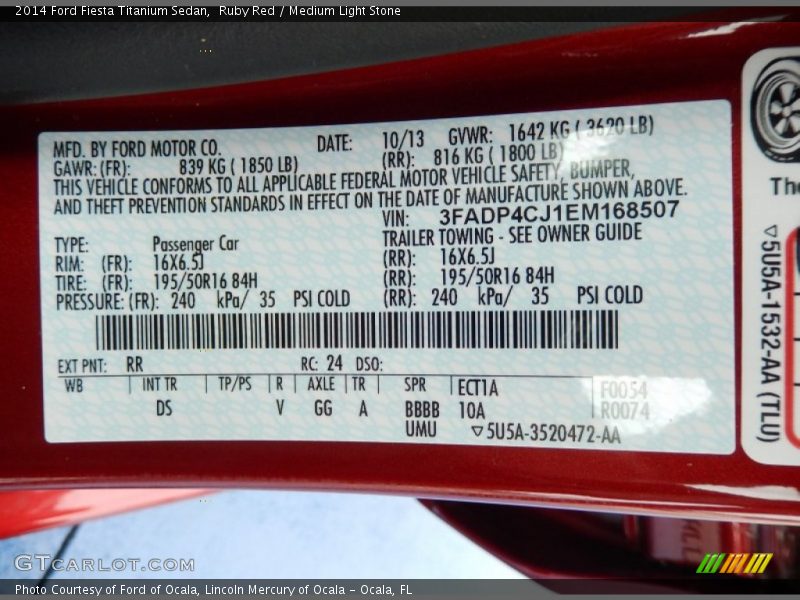 2014 Ford Fiesta Titanium Sedan,  Ruby Red / Medium Light Stone
MFD. BY FORD MOTOR CO. DATE: 10/13 GVWR: 1642 KG ( 3620 LB)
GAWR: (FR): 839 KG ( 1850 LB) (RR): 816 KG ( 1800 LB)
THIS VEHICLE CONFORMS TO ALL APPLICABLE FEDERAL MOTOR VEHICLE SAFETY, BUMPER,
AND THEFT PREVENTION STANDARDS IN EFFECT ON THE DATE OF MANUFACTURE SHOWN ABOVE.
VIN: 3FADP4CJ1EM168507
TYPE: Passenger Car TRAILER TOWING - SEE OWNER GUIDE
RIM: (FR): 16X6.5J (RR): 16X6.5J
TIRE: (FR): 195/50R16 84H (RR): 195/50R16 84H
PRESSURE: (FR): 240 kPa/ 35 PSI COLD (RR): 240 kPa/ 35 PSI COLD
EXT PNT: RR RC: 24 DSO:
WB INT TR TP/PS R AXLE TR SPR ECT1A F0054
DS V GG A BBBB 10A R0074
UMU ▽5U5A-3520472-AA
▽5U5A-1532-AA (TLU)
GTCARLOT.COM
Photo Courtesy of Ford of Ocala, Lincoln Mercury of Ocala - Ocala, FL